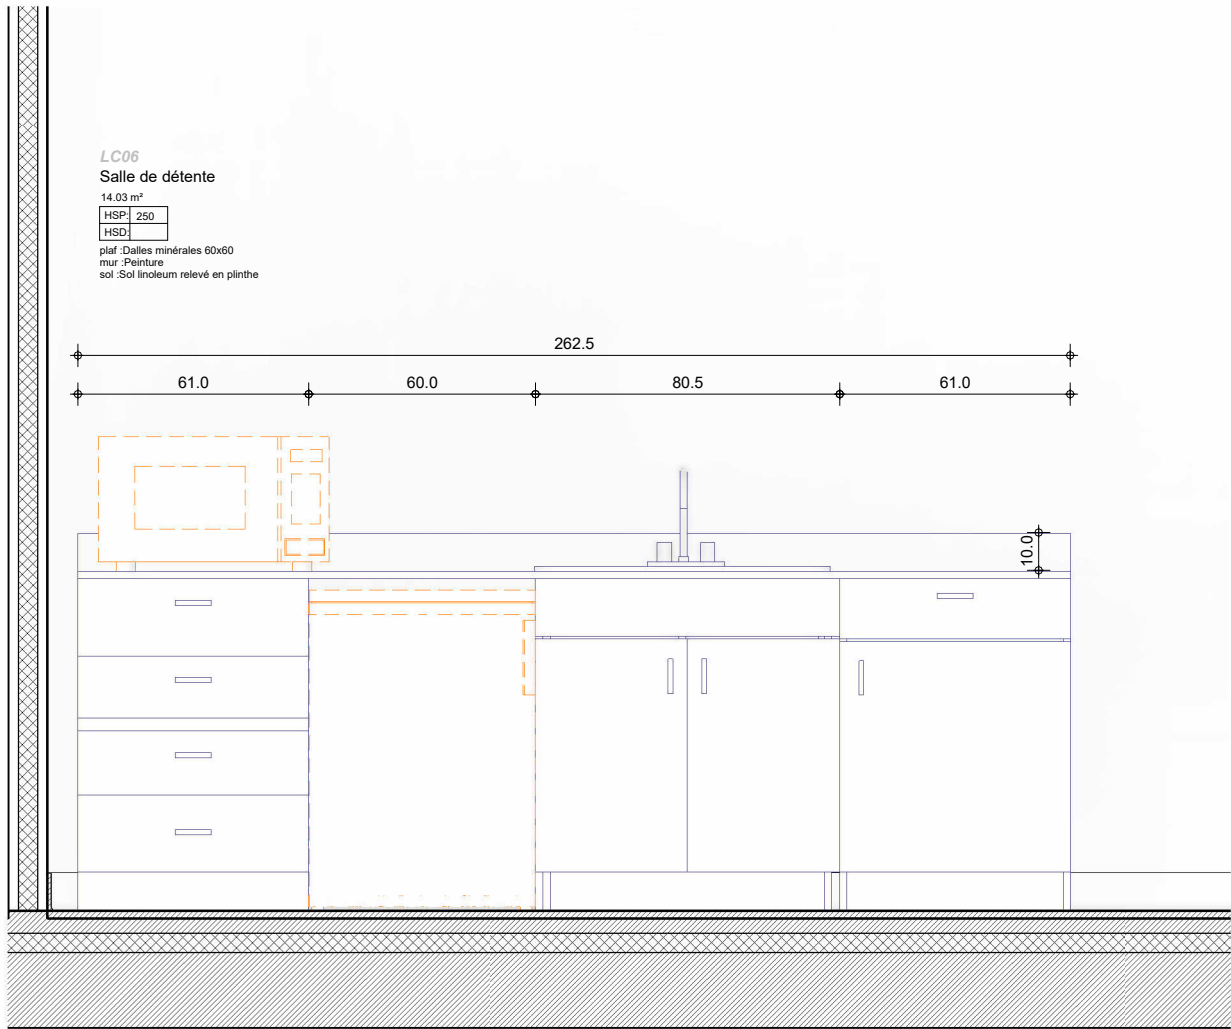 LC06
Salle de détente
14.03 m²
HSP: 250
HSD:
plaf :Dalles minérales 60x60
mur :Peinture
sol :Sol linoleum relevé en plinthe
262.5
61.0 60.0 80.5 61.0
10.0